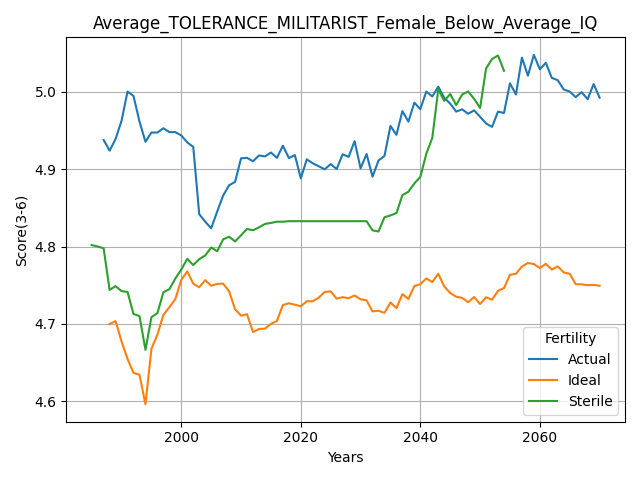 Average_TOLERANCE_MILITARIST_Female_Below_Average_IQ
Score(3-6)
5.0
4.9
4.8
4.7
4.6
2000 2020 2040 2060
Years
Fertility
Actual
Ideal
Sterile